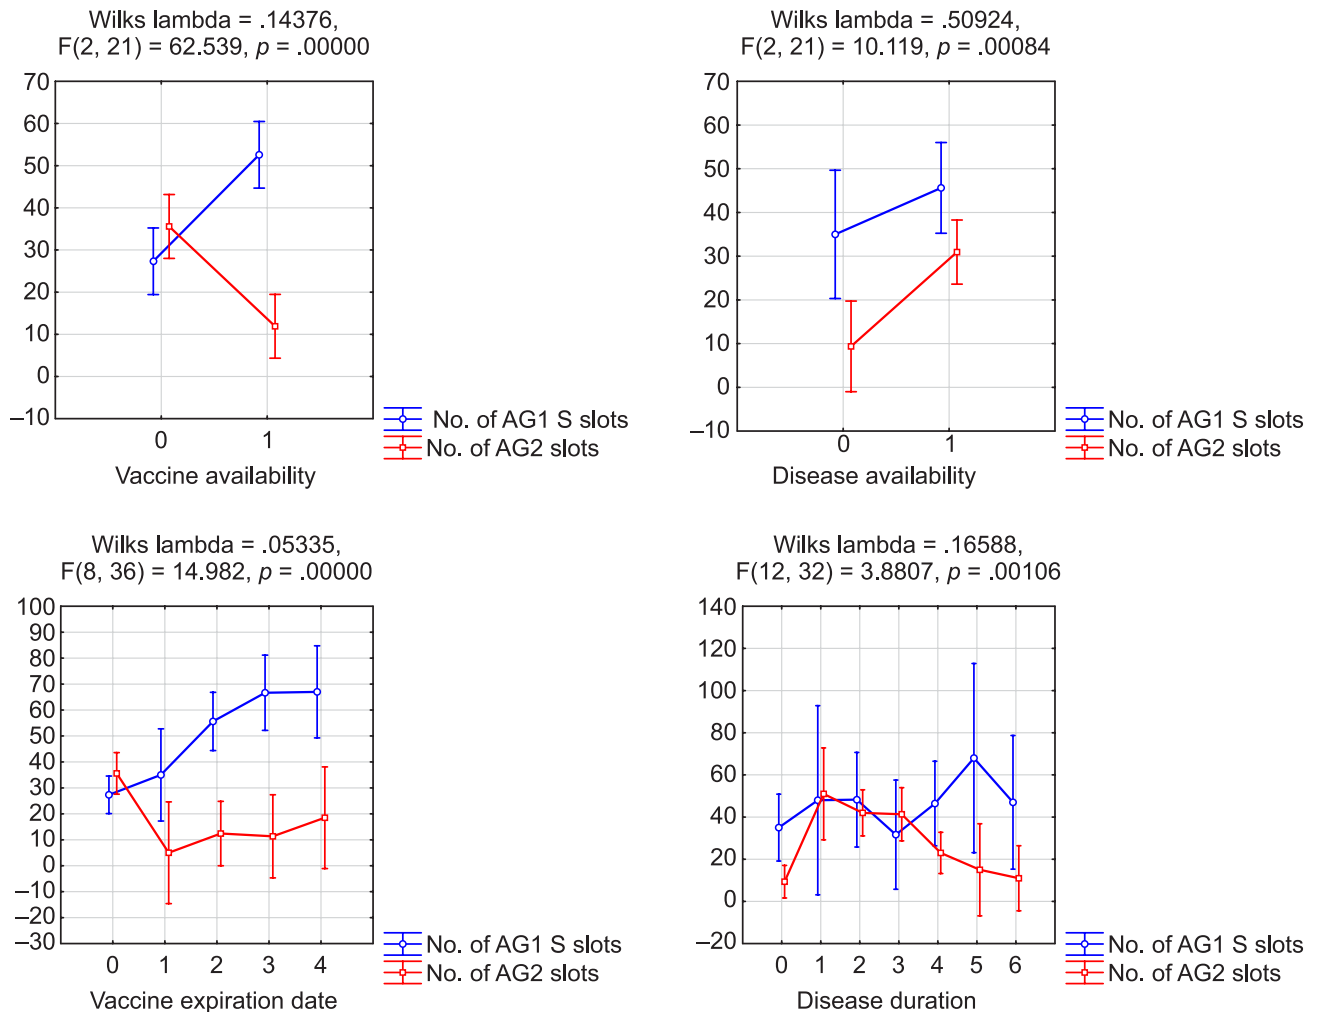 Wilks lambda = .14376,
F(2, 21) = 62.539, p = .00000
70
60
50
40
30
20
10
0
–10
0 1
Vaccine availability
No. of AG1 S slots
No. of AG2 slots
Wilks lambda = .50924,
F(2, 21) = 10.119, p = .00084
70
60
50
40
30
20
10
0
–10
0 1
Disease availability
No. of AG1 S slots
No. of AG2 slots
Wilks lambda = .05335,
F(8, 36) = 14.982, p = .00000
100
90
80
70
60
50
40
30
20
10
0
–10
–20
–30
0 1 2 3 4
Vaccine expiration date
No. of AG1 S slots
No. of AG2 slots
Wilks lambda = .16588,
F(12, 32) = 3.8807, p = .00106
140
120
100
80
60
40
20
0
–20
0 1 2 3 4 5 6
Disease duration
No. of AG1 S slots
No. of AG2 slots